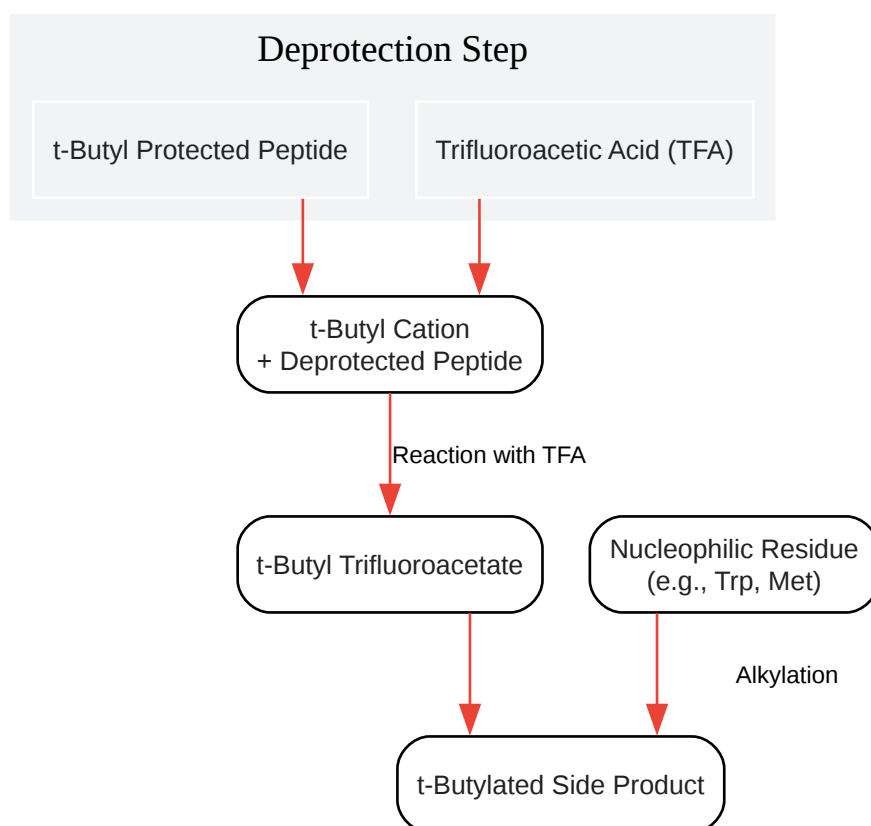 Deprotection Step
t-Butyl Protected Peptide
Trifluoroacetic Acid (TFA)
t-Butyl Cation
+ Deprotected Peptide
Reaction with TFA
t-Butyl Trifluoroacetate
Nucleophilic Residue
(e.g., Trp, Met)
Alkylation
t-Butylated Side Product